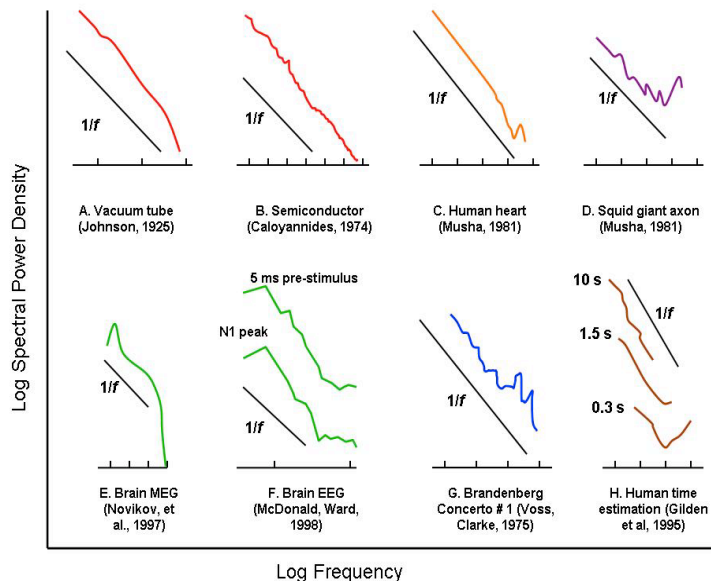 Log Spectral Power Density
1/f
A. Vacuum tube
(Johnson, 1925)
1/f
B. Semiconductor
(Caloyannides, 1974)
1/f
C. Human heart
(Musha, 1981)
1/f
D. Squid giant axon
(Musha, 1981)
1/f
E. Brain MEG
(Novikov, et
al., 1997)
5 ms pre-stimulus
N1 peak
1/f
F. Brain EEG
(McDonald, Ward,
1998)
1/f
G. Brandenberg
Concerto # 1 (Voss,
Clarke, 1975)
10 s
1/f
1.5 s
0.3 s
H. Human time
estimation (Gilden
et al, 1995)
Log Frequency